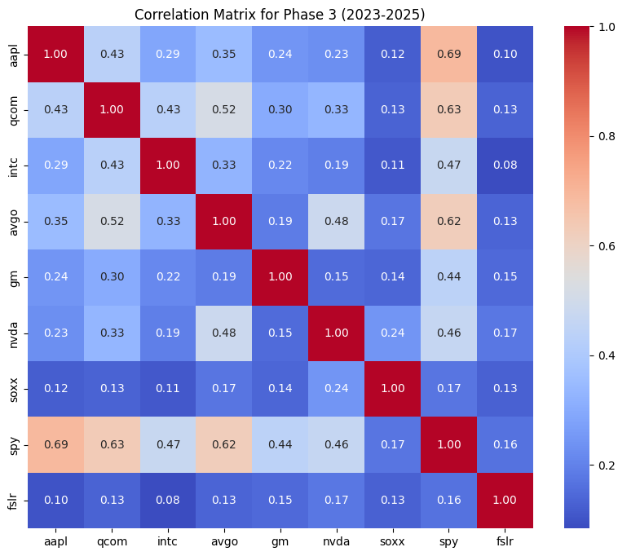 Correlation Matrix for Phase 3 (2023-2025)
aapl 1.00 0.43 0.29 0.35 0.24 0.23 0.12 0.69 0.10
qcom 0.43 1.00 0.43 0.52 0.30 0.33 0.13 0.63 0.13
intc 0.29 0.43 1.00 0.33 0.22 0.19 0.11 0.47 0.08
avgo 0.35 0.52 0.33 1.00 0.19 0.48 0.17 0.62 0.13
gm 0.24 0.30 0.22 0.19 1.00 0.15 0.14 0.44 0.15
nvda 0.23 0.33 0.19 0.48 0.15 1.00 0.24 0.46 0.17
soxx 0.12 0.13 0.11 0.17 0.14 0.24 1.00 0.17 0.13
spy 0.69 0.63 0.47 0.62 0.44 0.46 0.17 1.00 0.16
fslr 0.10 0.13 0.08 0.13 0.15 0.17 0.13 0.16 1.00
aapl qcom intc avgo gm nvda soxx spy fslr
1.0
0.8
0.6
0.4
0.2